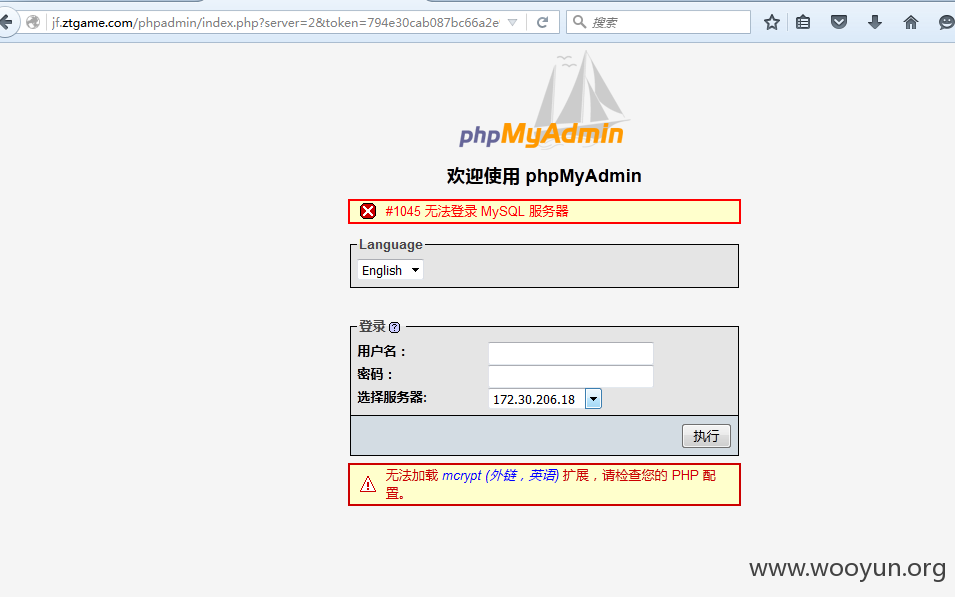 jf.ztgame.com/phpadmin/index.php?server=2&token=794e30cab087bc66a2e
搜索
phpMyAdmin
欢迎使用 phpMyAdmin
#1045 无法登录 MySQL 服务器
Language
English
登录
用户名：
密码：
选择服务器:
172.30.206.18
执行
无法加载 mcrypt (外链，英语) 扩展，请检查您的 PHP 配
置。
www.wooyun.org